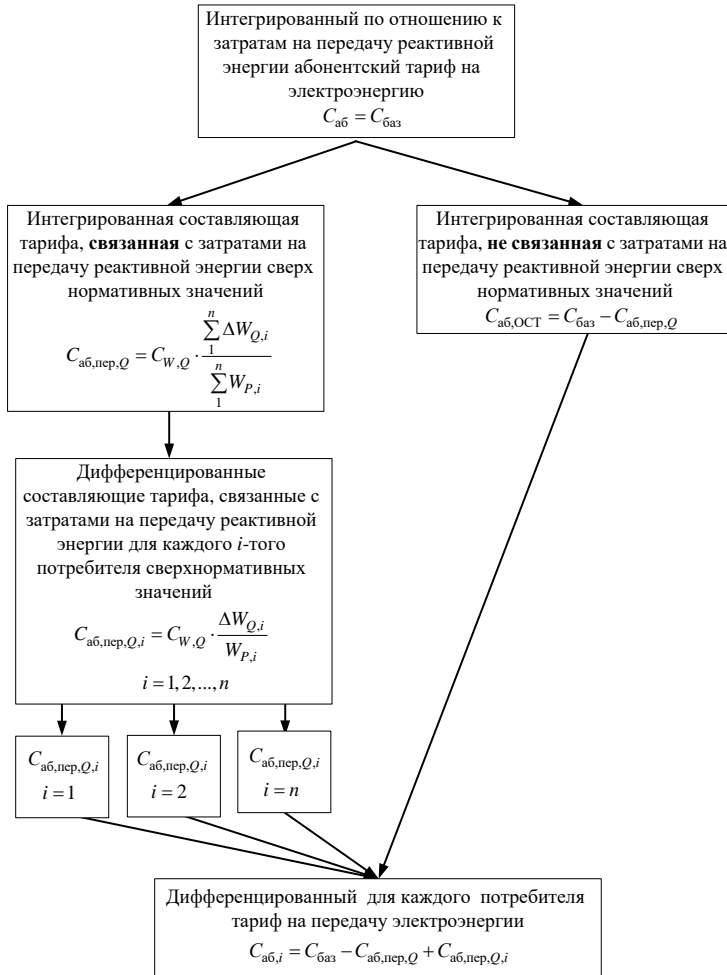 Интегрированный по отношению к
затратам на передачу реактивной
энергии абонентский тариф на
электроэнергию
C_аб = C_баз
Интегрированная составляющая
тарифа, связанная с затратами на
передачу реактивной энергии сверх
нормативных значений
C_аб,пер,Q = C_W,Q · (∑_1^n ΔW_Q,i) / (∑_1^n W_P,i)
Интегрированная составляющая
тарифа, не связанная с затратами на
передачу реактивной энергии сверх
нормативных значений
C_аб,ОСТ = C_баз − C_аб,пер,Q
Дифференцированные
составляющие тарифа, связанные с
затратами на передачу реактивной
энергии для каждого i-того
потребителя сверхнормативных
значений
C_аб,пер,Q,i = C_W,Q · ΔW_Q,i / W_P,i
i = 1, 2, ..., n
C_аб,пер,Q,i
i = 1
C_аб,пер,Q,i
i = 2
C_аб,пер,Q,i
i = n
Дифференцированный для каждого потребителя
тариф на передачу электроэнергии
C_аб,i = C_баз − C_аб,пер,Q + C_аб,пер,Q,i